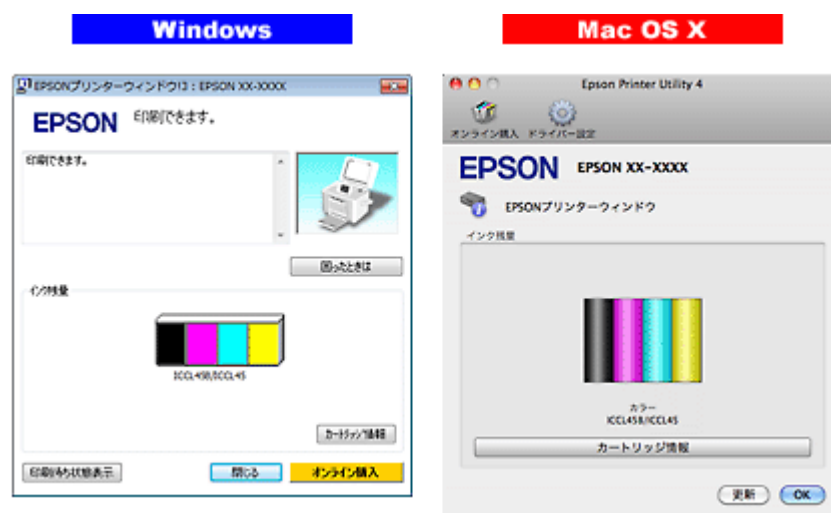 Windows
EPSONプリンターウィンドウ!3 : EPSON XX-XXXX
EPSON
印刷できます。
印刷できます。
困ったときは
インク残量
ICCL45B/ICCL45
カートリッジ情報
印刷待ち状態表示
閉じる
オンライン購入
Mac OS X
Epson Printer Utility 4
オンライン購入 ドライバー設定
EPSON EPSON XX-XXXX
EPSONプリンターウィンドウ
インク残量
カラー
ICCL45B/ICCL45
カートリッジ情報
更新 OK